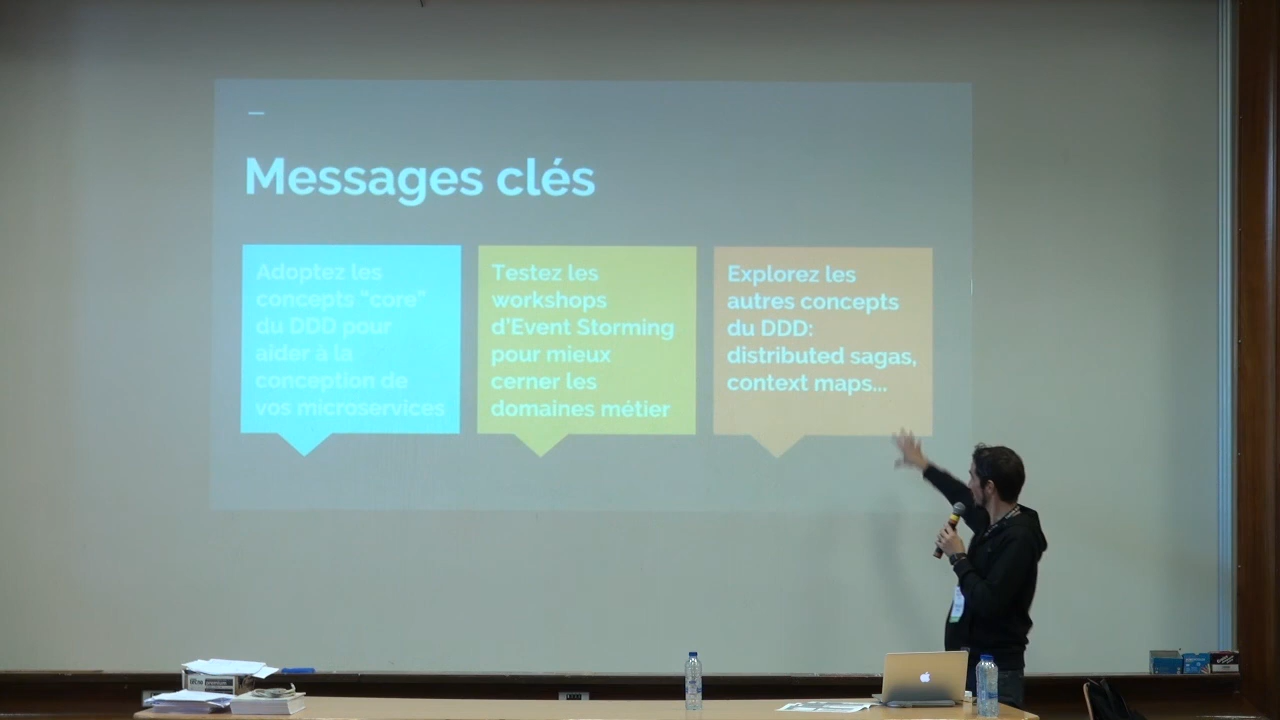 Messages clés
Adoptez les
concepts "core"
du DDD pour
aider à la
conception de
vos microservices
Testez les
workshops
d'Event Storming
pour mieux
cerner les
domaines métier
Explorez les
autres concepts
du DDD:
distributed sagas,
context maps...